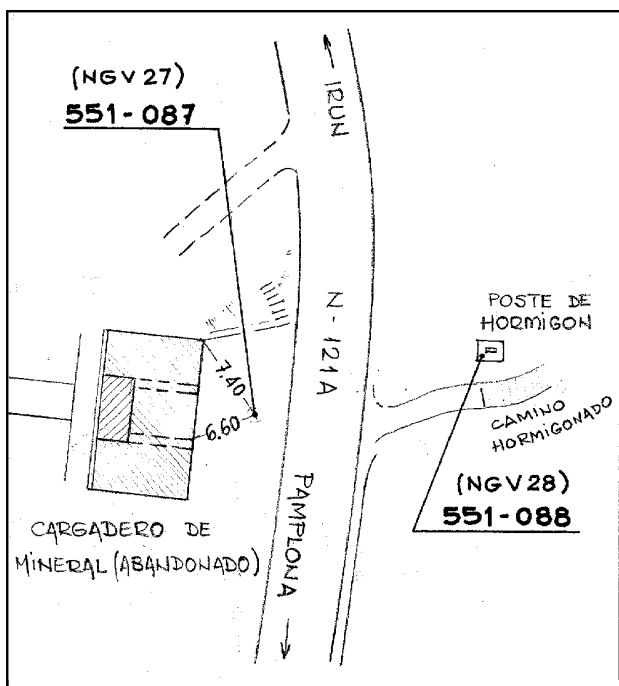 (NGV 27)
551-087
IRUN
N-121A
PAMPLONA
7.40
6.60
POSTE DE
HORMIGON
CAMINO
HORMIGONADO
(NGV 28)
551-088
CARGADERO DE
MINERAL (ABANDONADO)